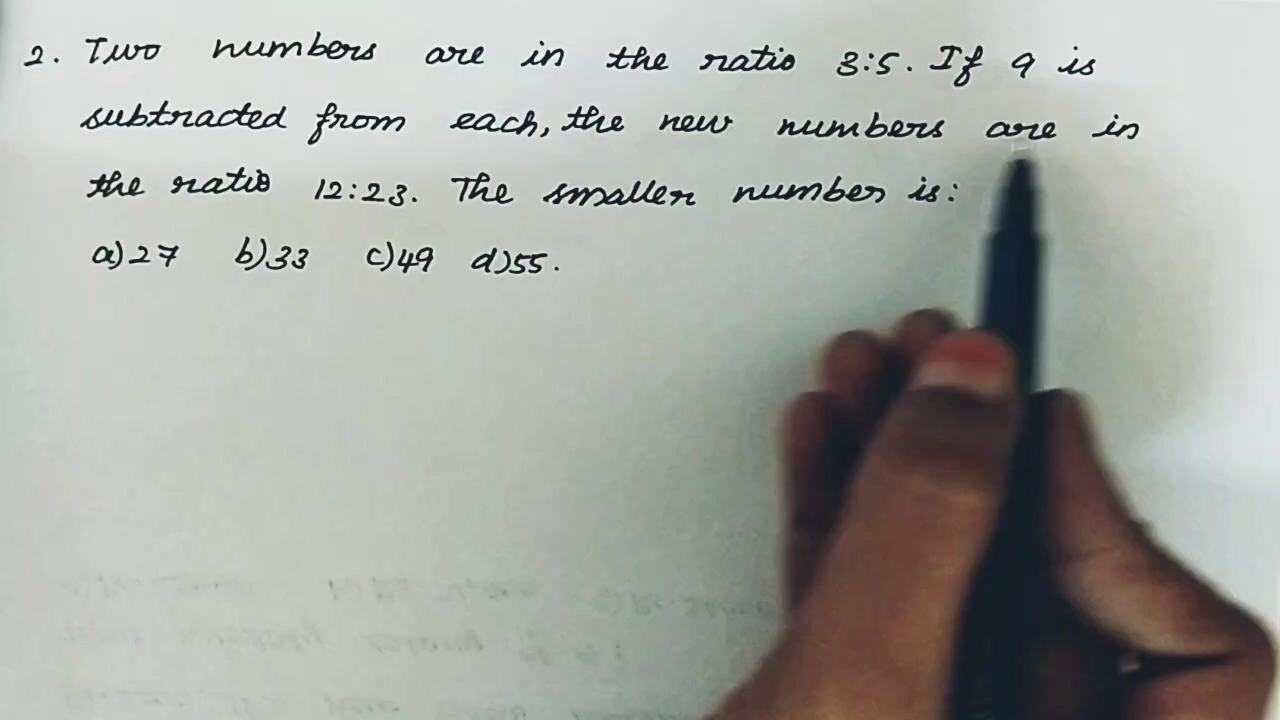 2. Two numbers are in the ratio 3:5. If 9 is
subtracted from each, the new numbers are in
the ratio 12:23. The smaller number is:
a)27 b)33 c)49 d)55.